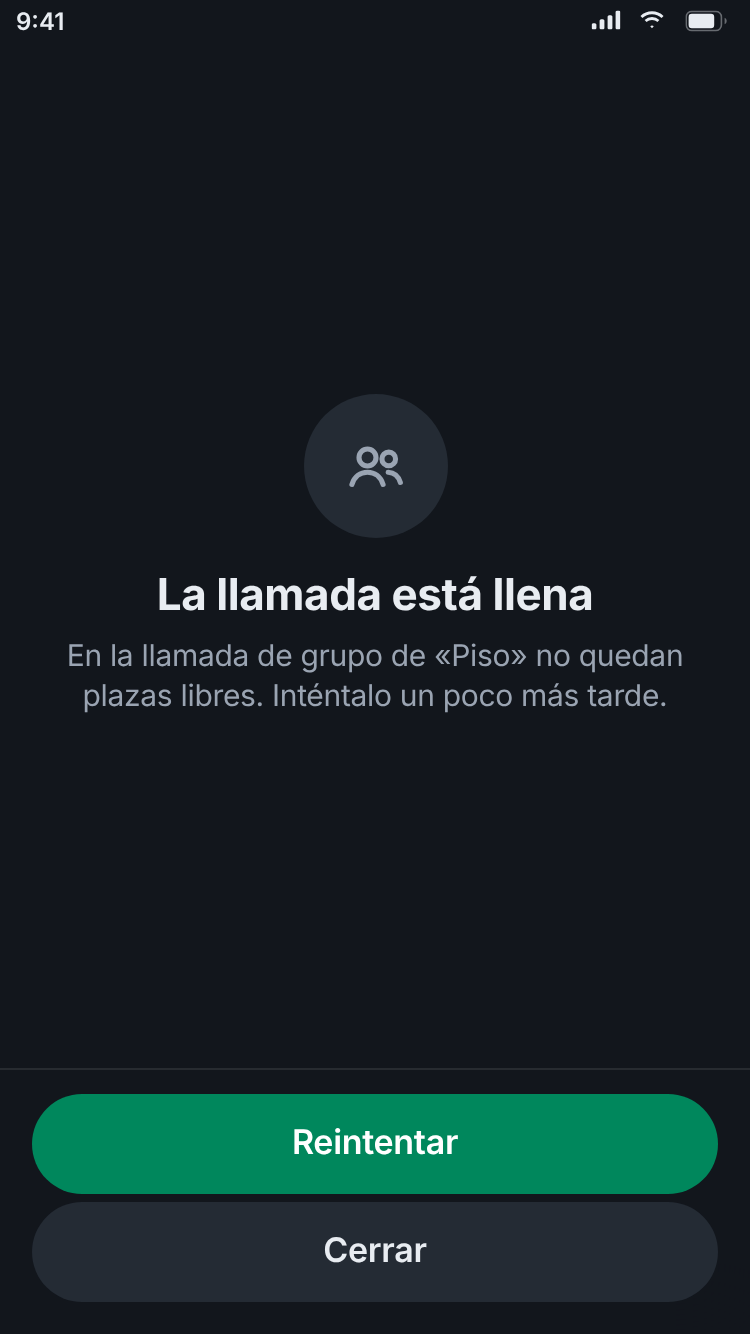 9:41
La llamada está llena
En la llamada de grupo de «Piso» no quedan
plazas libres. Inténtalo un poco más tarde.
Reintentar
Cerrar